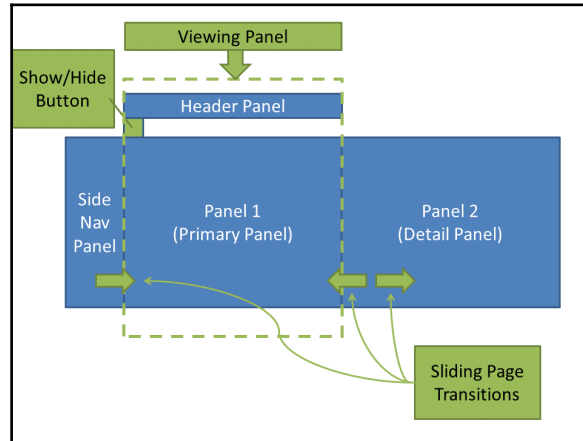 Viewing Panel
Show/Hide
Button
Header Panel
Side
Nav
Panel
Panel 1
(Primary Panel)
Panel 2
(Detail Panel)
Sliding Page
Transitions